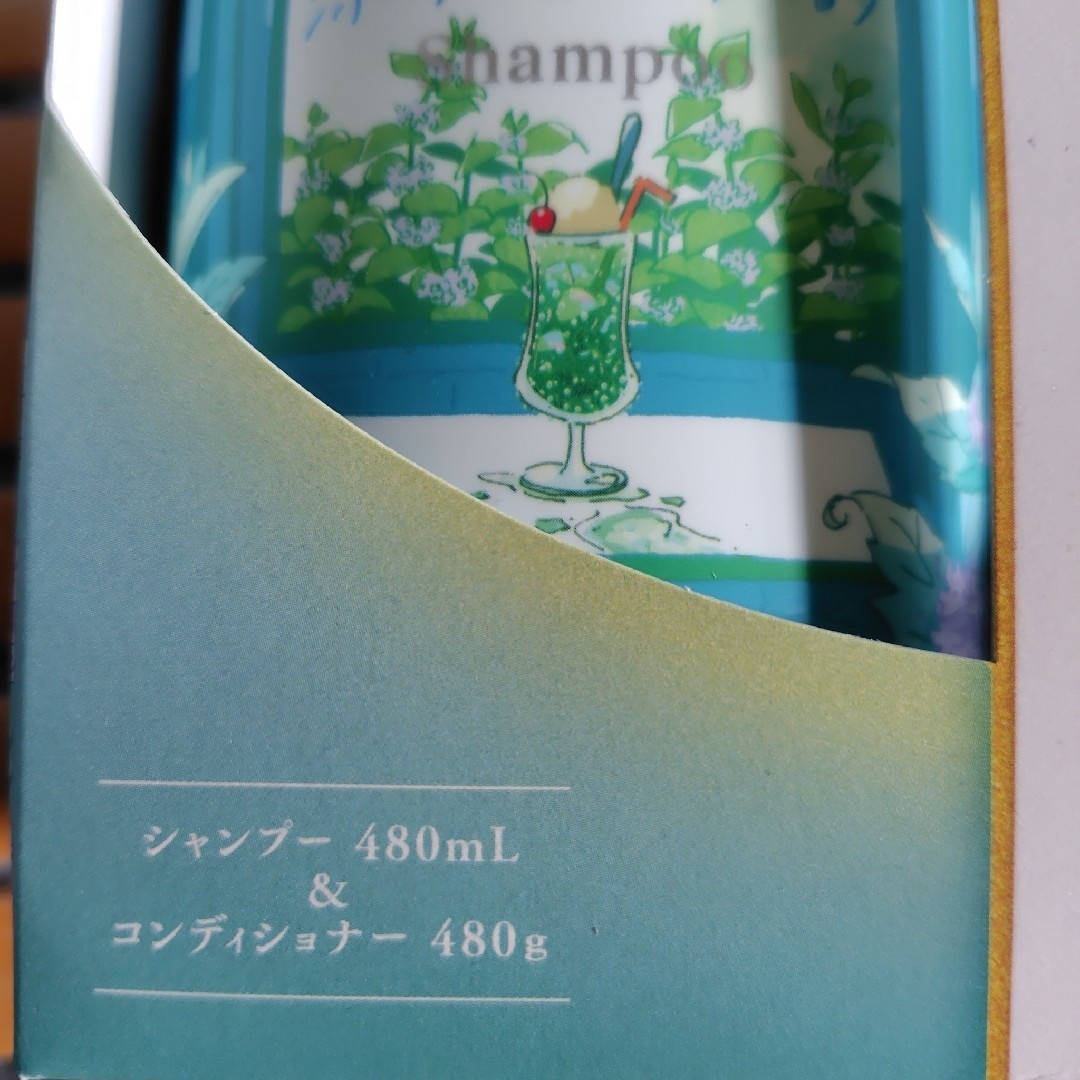 Shampoo
シャンプー 480mL
&
コンディショナー 480g